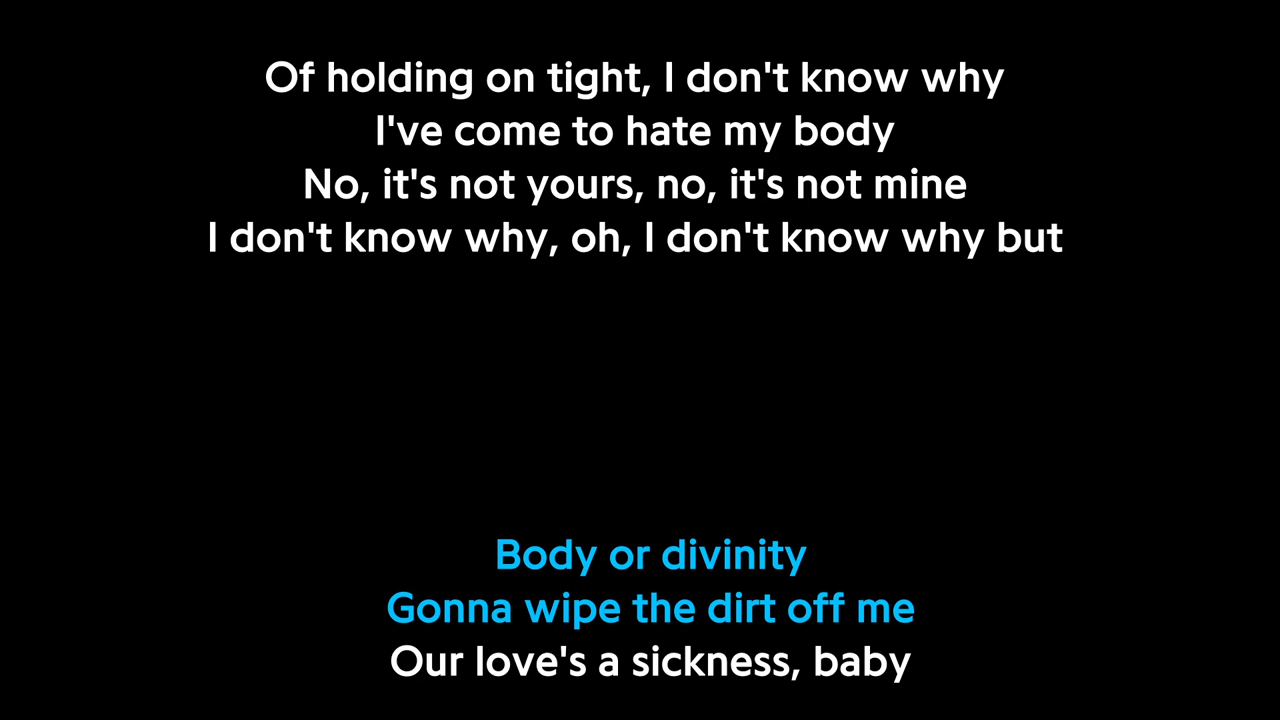 Of holding on tight, I don't know why
I've come to hate my body
No, it's not yours, no, it's not mine
I don't know why, oh, I don't know why but
Body or divinity
Gonna wipe the dirt off me
Our love's a sickness, baby